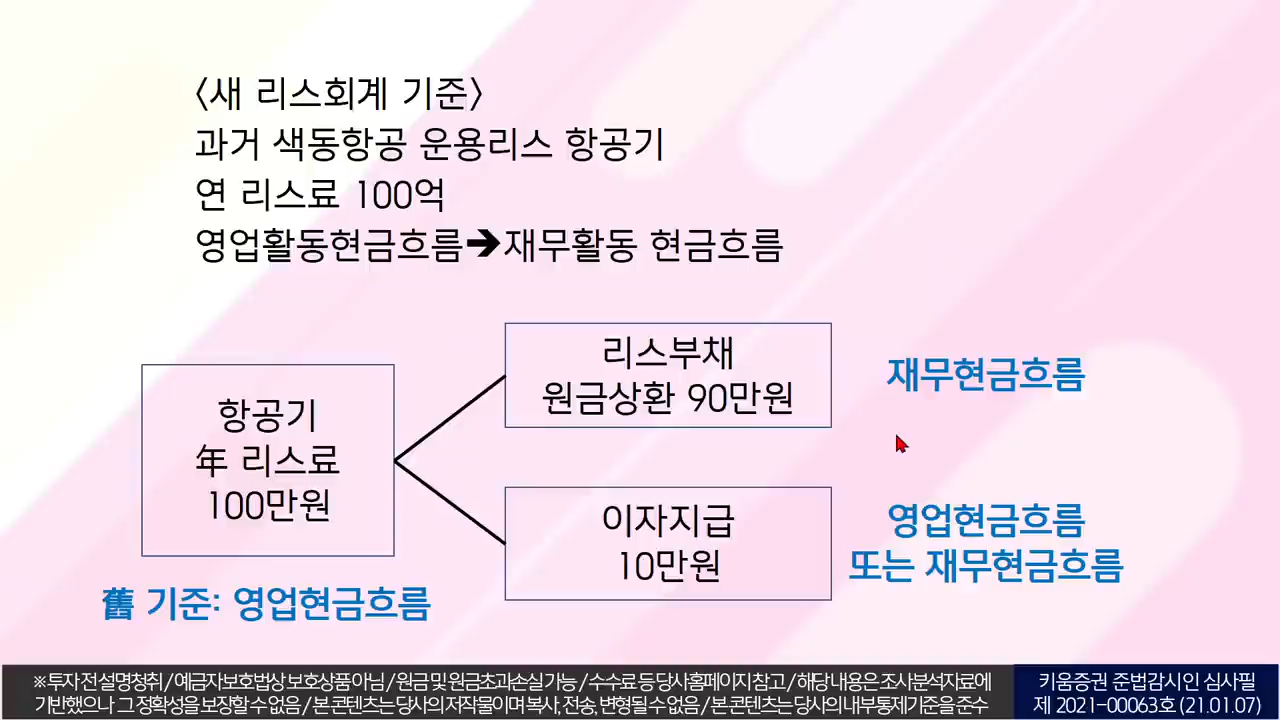 <새 리스회계 기준>
과거 색동항공 운용리스 항공기
연 리스료 100억
영업활동현금흐름➔재무활동 현금흐름
항공기
年 리스료
100만원
舊 기준: 영업현금흐름
리스부채
원금상환 90만원
재무현금흐름
이자지급
10만원
영업현금흐름
또는 재무현금흐름
※투자 전 설명청취 / 예금자보호법상 보호상품 아님 / 원금 및 원금초과손실 가능 / 수수료 등 당사홈페이지 참고 / 해당 내용은 조사분석자료에
기반했으나 그 정확성을 보장할 수 없음 / 본 콘텐츠는 당사의 저작물이며 복사, 전송, 변형될 수 없음 / 본 콘텐츠는 당사의 내부통제기준을 준수
키움증권 준법감시인 심사필
제 2021-00063호 (21.01.07)